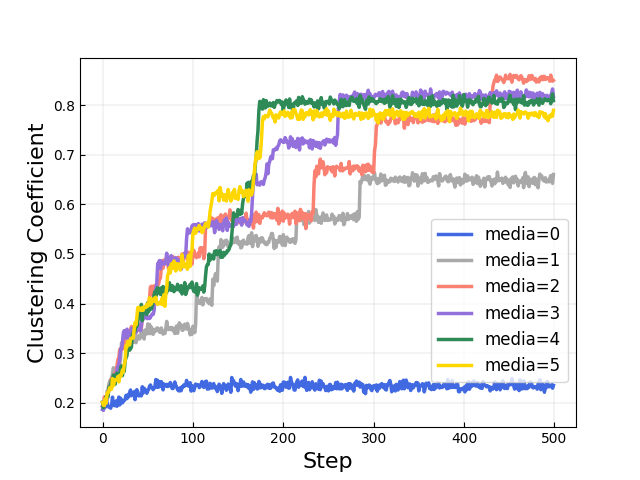 Clustering Coefficient
0.8
0.7
0.6
0.5
0.4
0.3
0.2
media=0
media=1
media=2
media=3
media=4
media=5
0 100 200 300 400 500
Step